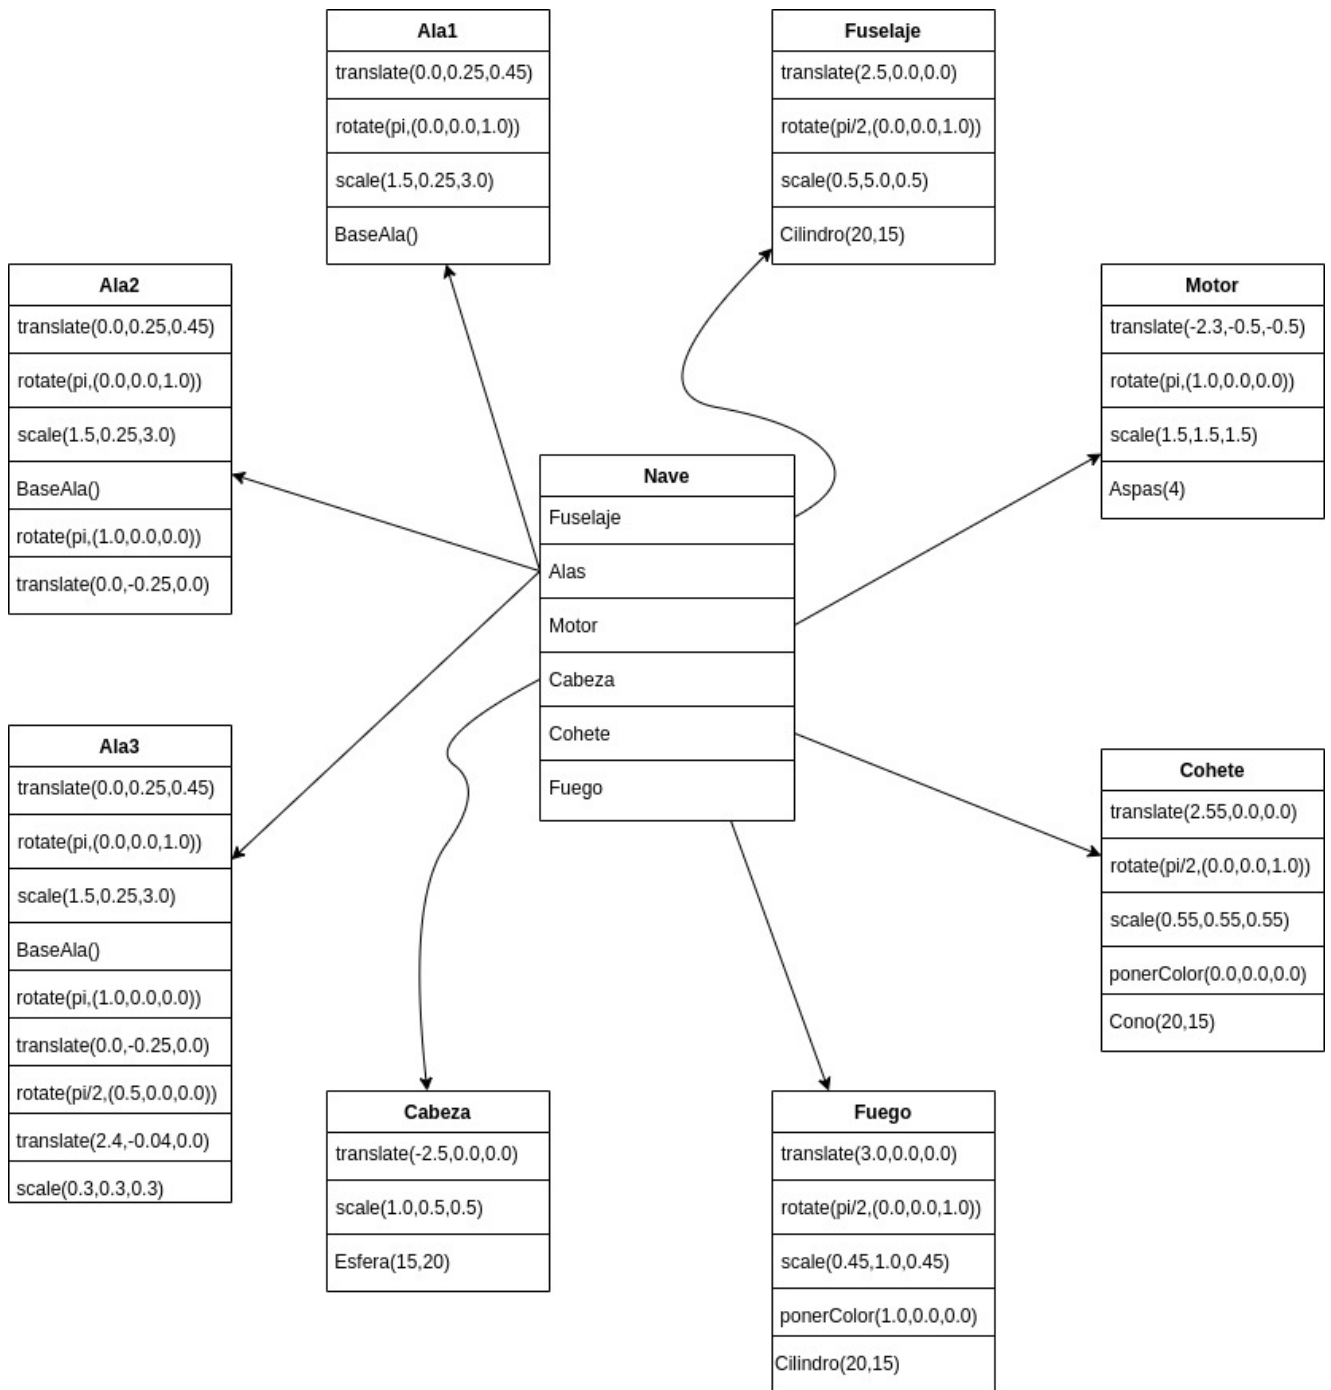 Ala1
translate(0.0,0.25,0.45)
rotate(pi,(0.0,0.0,1.0))
scale(1.5,0.25,3.0)
BaseAla()
Fuselaje
translate(2.5,0.0,0.0)
rotate(pi/2,(0.0,0.0,1.0))
scale(0.5,5.0,0.5)
Cilindro(20,15)
Ala2
translate(0.0,0.25,0.45)
rotate(pi,(0.0,0.0,1.0))
scale(1.5,0.25,3.0)
BaseAla()
rotate(pi,(1.0,0.0,0.0))
translate(0.0,-0.25,0.0)
Motor
translate(-2.3,-0.5,-0.5)
rotate(pi,(1.0,0.0,0.0))
scale(1.5,1.5,1.5)
Aspas(4)
Nave
Fuselaje
Alas
Motor
Cabeza
Cohete
Fuego
Ala3
translate(0.0,0.25,0.45)
rotate(pi,(0.0,0.0,1.0))
scale(1.5,0.25,3.0)
BaseAla()
rotate(pi,(1.0,0.0,0.0))
translate(0.0,-0.25,0.0)
rotate(pi/2,(0.5,0.0,0.0))
translate(2.4,-0.04,0.0)
scale(0.3,0.3,0.3)
Cohete
translate(2.55,0.0,0.0)
rotate(pi/2,(0.0,0.0,1.0))
scale(0.55,0.55,0.55)
ponerColor(0.0,0.0,0.0)
Cono(20,15)
Cabeza
translate(-2.5,0.0,0.0)
scale(1.0,0.5,0.5)
Esfera(15,20)
Fuego
translate(3.0,0.0,0.0)
rotate(pi/2,(0.0,0.0,1.0))
scale(0.45,1.0,0.45)
ponerColor(1.0,0.0,0.0)
Cilindro(20,15)